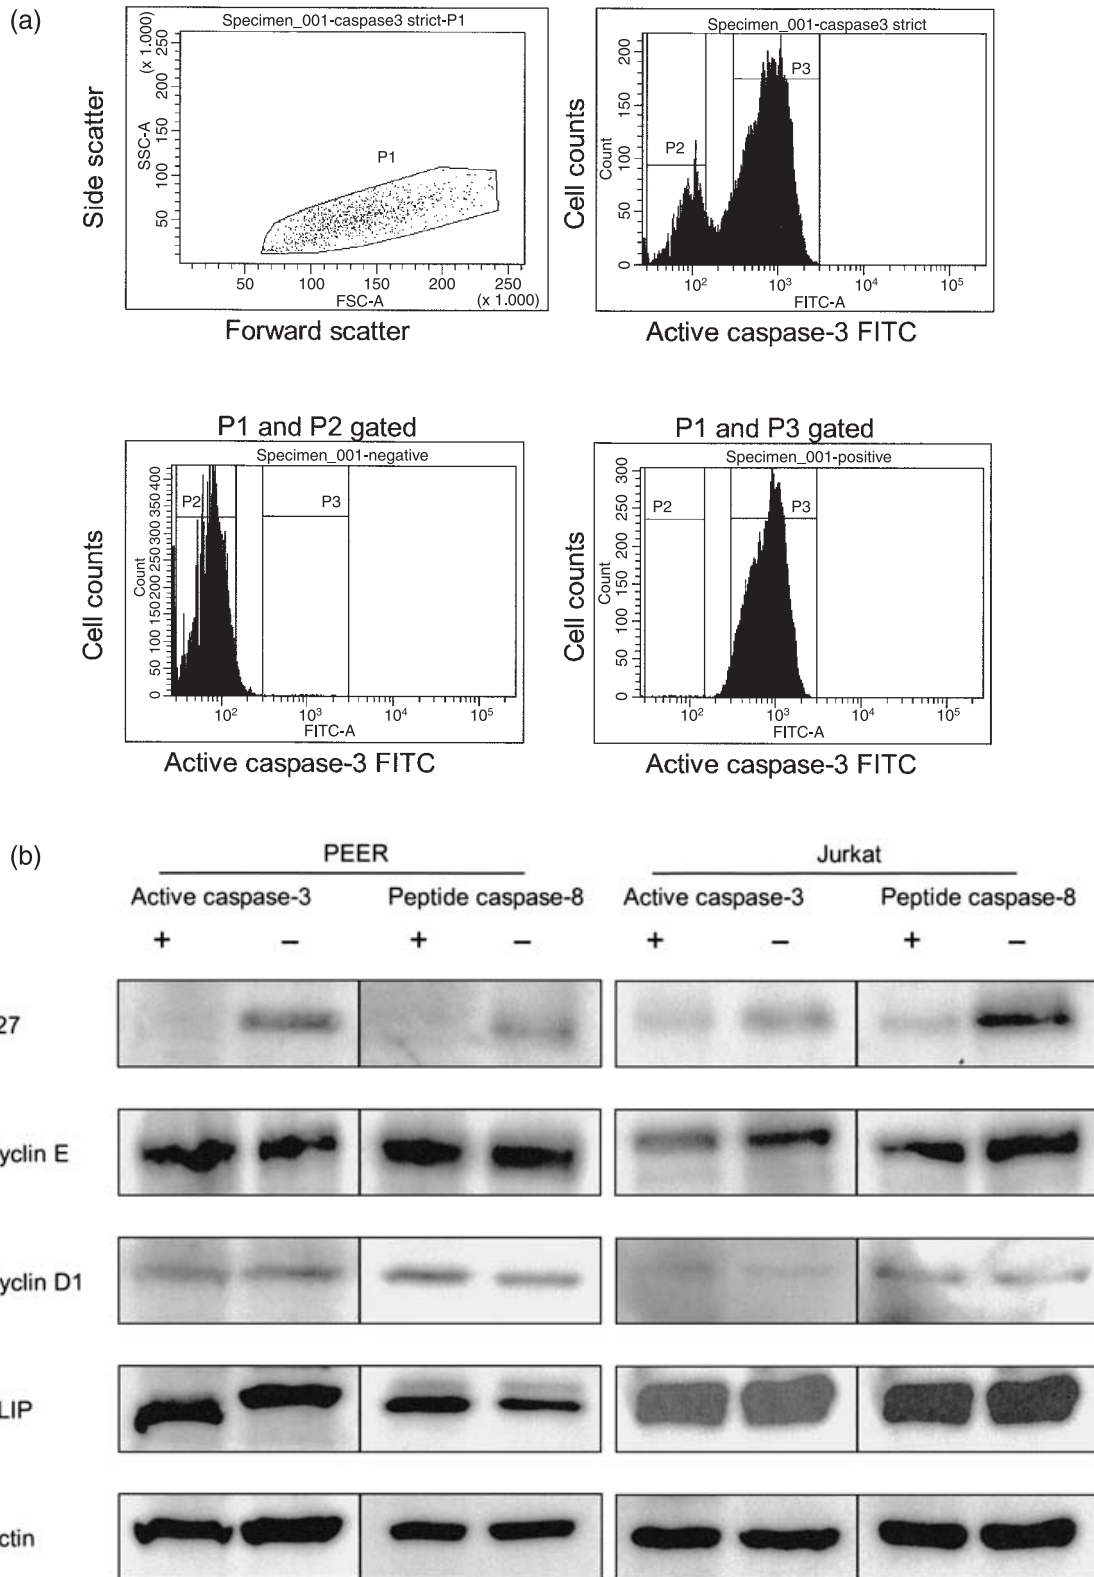 (a)
Specimen_001-caspase3 strict-P1
Side scatter
SSC-A
(x 1.000)
50 100 150 200 250
P1
50 100 150 200 250
FSC-A
(x 1.000)
Forward scatter
Specimen_001-caspase3 strict
Cell counts
Count
0 50 100 150 200
P2
P3
10² 10³ 10⁴ 10⁵
FITC-A
Active caspase-3 FITC
P1 and P2 gated
Specimen_001-negative
Cell counts
Count
0 50 100 150 200 250 300 350 400
P2
P3
10² 10³ 10⁴ 10⁵
FITC-A
Active caspase-3 FITC
P1 and P3 gated
Specimen_001-positive
Cell counts
Count
0 50 100 150 200 250 300
P2
P3
10² 10³ 10⁴ 10⁵
FITC-A
Active caspase-3 FITC
(b)
PEER Jurkat
Active caspase-3 Peptide caspase-8 Active caspase-3 Peptide caspase-8
+ – + – + – + –
27
yclin E
yclin D1
LIP
ctin